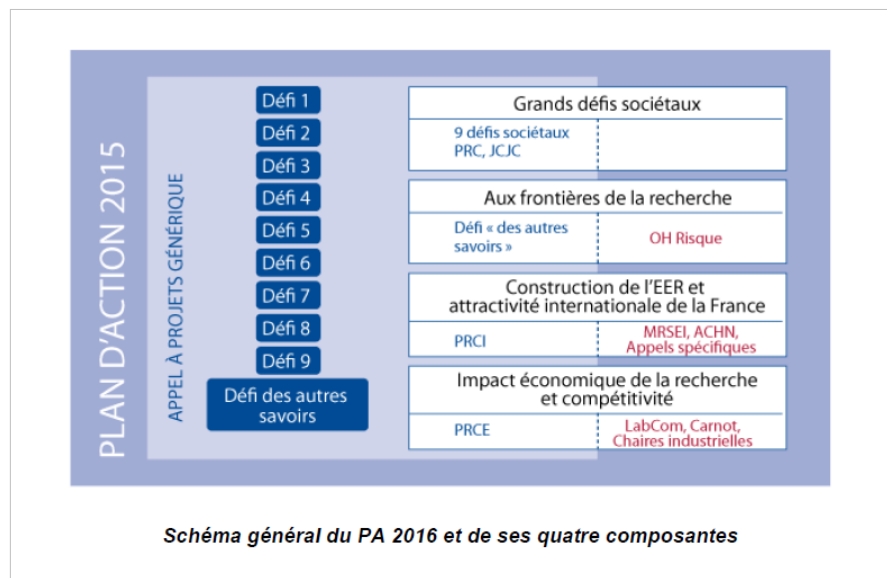 PLAN D'ACTION 2015
APPEL À PROJETS GÉNÉRIQUE
Défi 1
Défi 2
Défi 3
Défi 4
Défi 5
Défi 6
Défi 7
Défi 8
Défi 9
Défi des autres
savoirs
Grands défis sociétaux
9 défis sociétaux
PRC, JCJC
Aux frontières de la recherche
Défi « des autres
savoirs »
OH Risque
Construction de l'EER et
attractivité internationale de la France
PRCI
MRSEI, ACHN,
Appels spécifiques
Impact économique de la recherche
et compétitivité
PRCE
LabCom, Carnot,
Chaires industrielles
Schéma général du PA 2016 et de ses quatre composantes